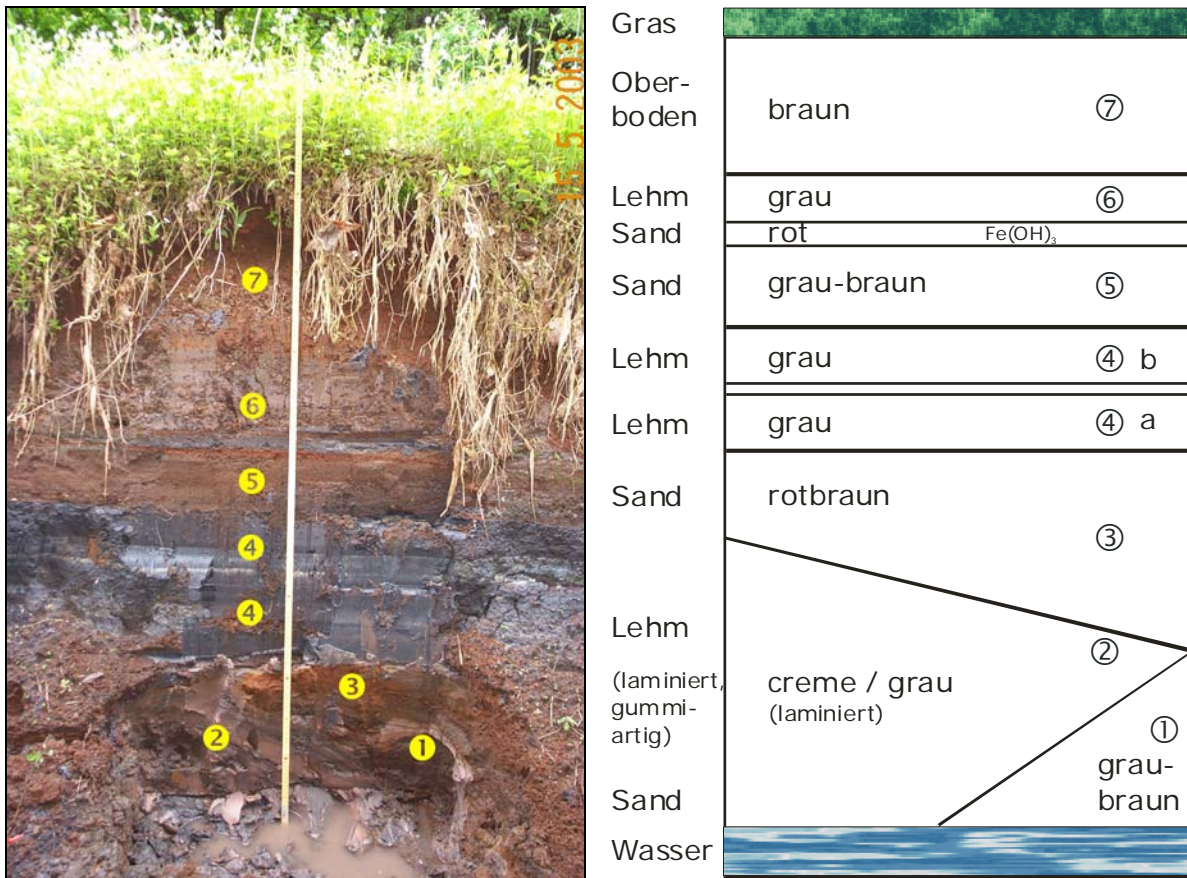 15. 5. 2003
7
6
5
4
4
3
2
1
Gras
Ober-
boden
braun
⑦
Lehm
grau
⑥
Sand
rot
Fe(OH)₃
Sand
grau-braun
⑤
Lehm
grau
④ b
Lehm
grau
④ a
Sand
rotbraun
③
Lehm
(laminiert,
gummi-
artig)
②
creme / grau
(laminiert)
①
grau-
braun
Sand
Wasser